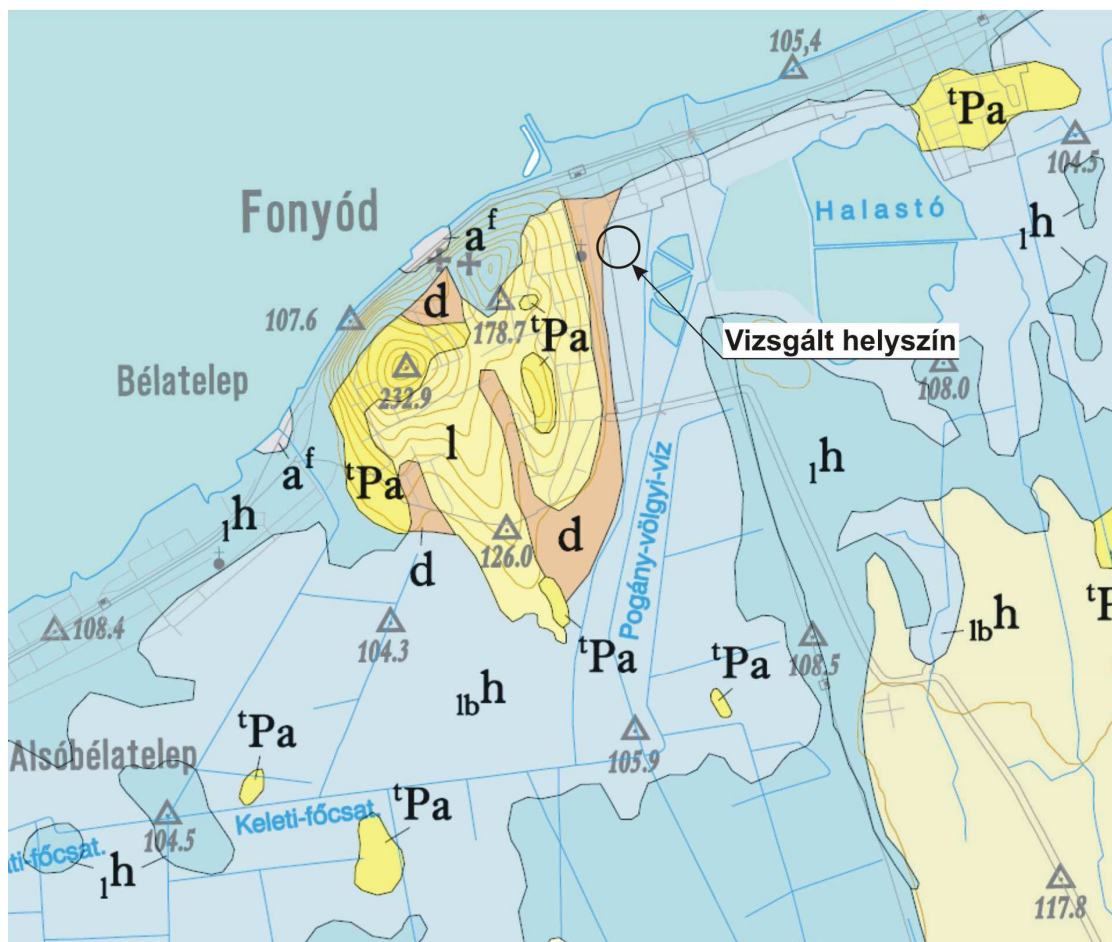 105,4
ᵗPa
104.5
Halastó
ₗh
Fonyód
aᶠ
d
178.7
107.6
ᵗPa
Vizsgált helyszín
108.0
Bélatelep
232.9
l
aᶠ
ᵗPa
ₗh
ₗh
Pogány-völgyi-víz
126.0
d
d
108.4
104.3
ᵗPa
ᵗPa
108.5
lbh
lbh
ᵗPa
Alsóbélatelep
105.9
ᵗPa
Keleti-főcsat.
104.5
ᵗPa
ti-főcsat.
ₗh
117.8